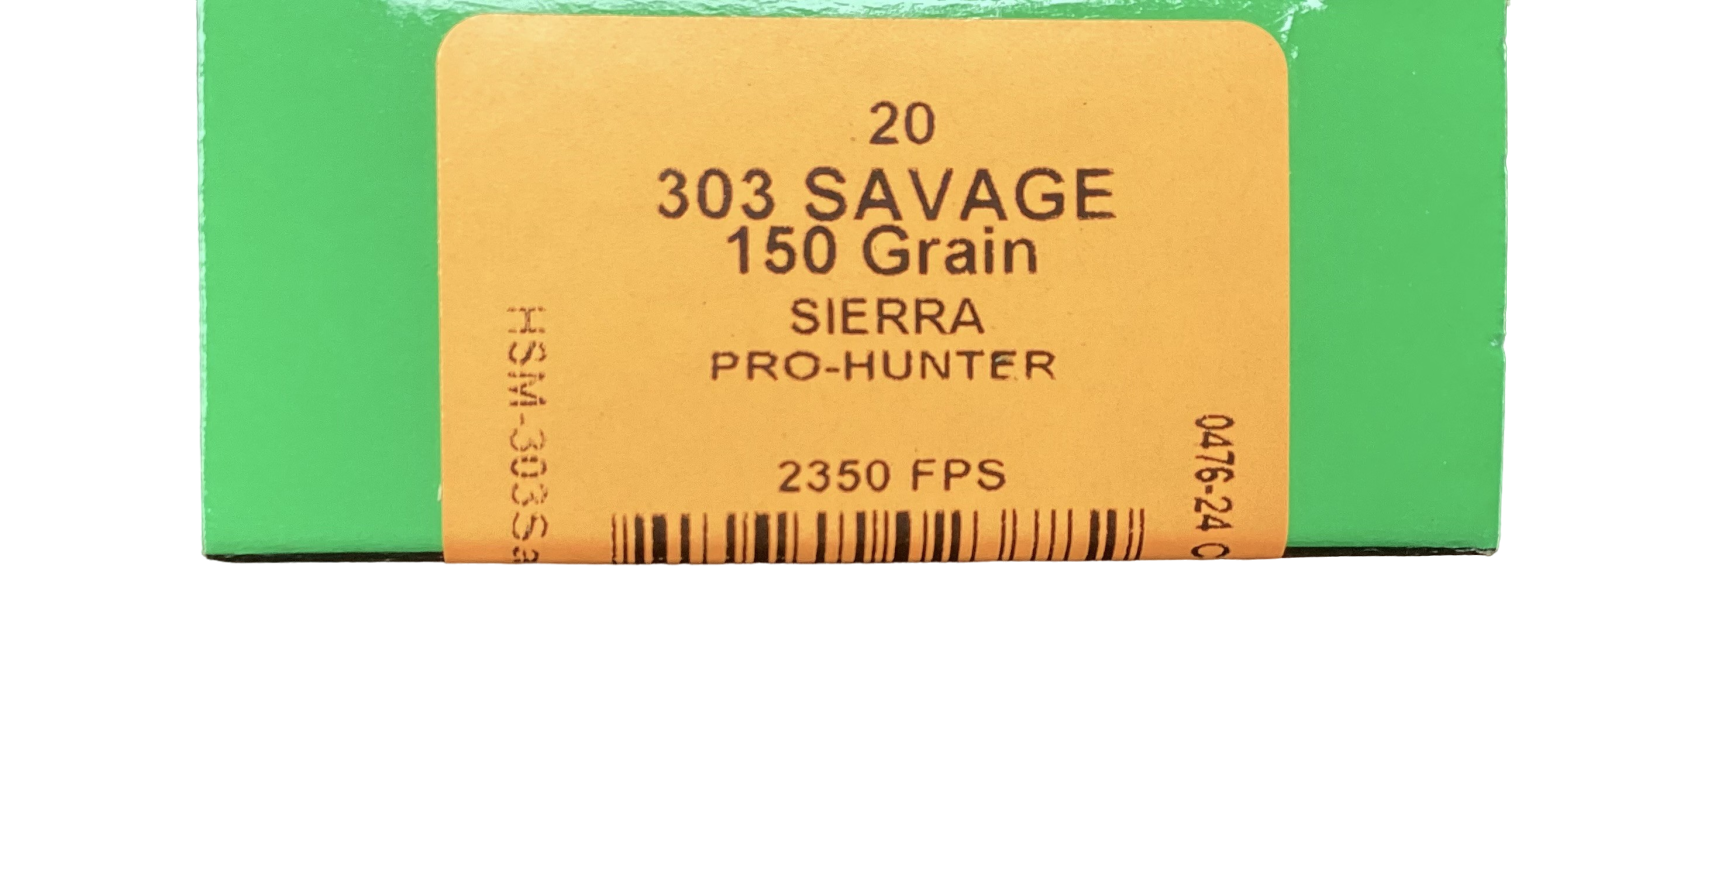 20
303 SAVAGE
150 Grain
SIERRA
PRO-HUNTER
2350 FPS
HSM-303Sa
0476-24